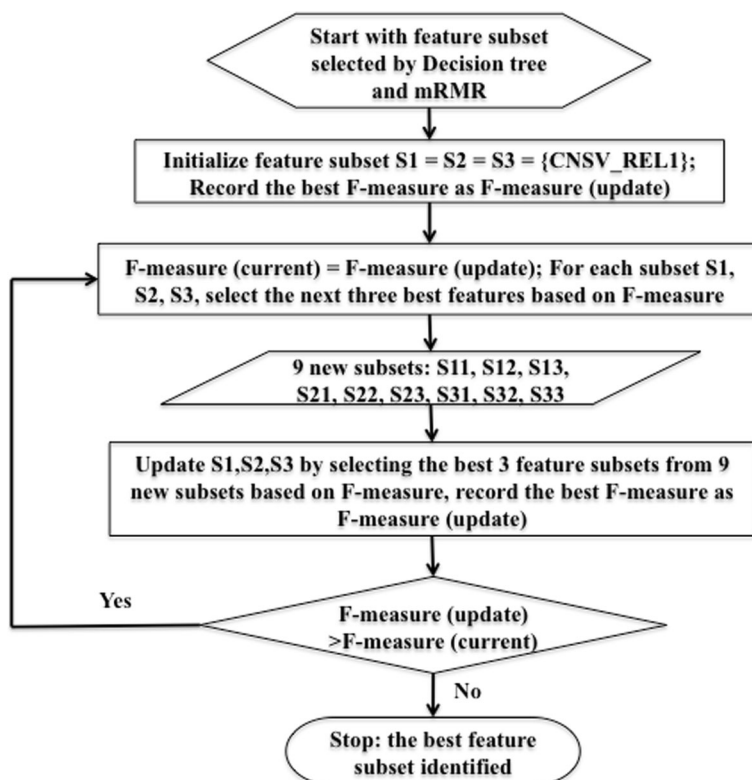 Start with feature subset
selected by Decision tree
and mRMR
Initialize feature subset S1 = S2 = S3 = {CNSV_REL1};
Record the best F-measure as F-measure (update)
F-measure (current) = F-measure (update); For each subset S1,
S2, S3, select the next three best features based on F-measure
9 new subsets: S11, S12, S13,
S21, S22, S23, S31, S32, S33
Update S1,S2,S3 by selecting the best 3 feature subsets from 9
new subsets based on F-measure, record the best F-measure as
F-measure (update)
Yes
F-measure (update)
>F-measure (current)
No
Stop: the best feature
subset identified